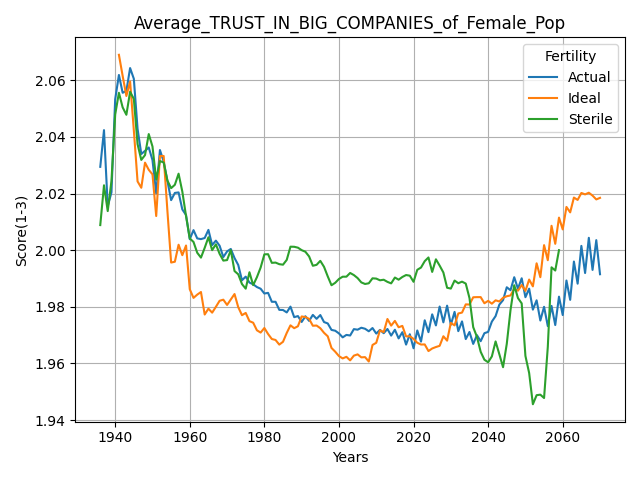 Average_TRUST_IN_BIG_COMPANIES_of_Female_Pop
Fertility
Actual
Ideal
Sterile
Score(1-3)
2.06
2.04
2.02
2.00
1.98
1.96
1.94
1940 1960 1980 2000 2020 2040 2060
Years